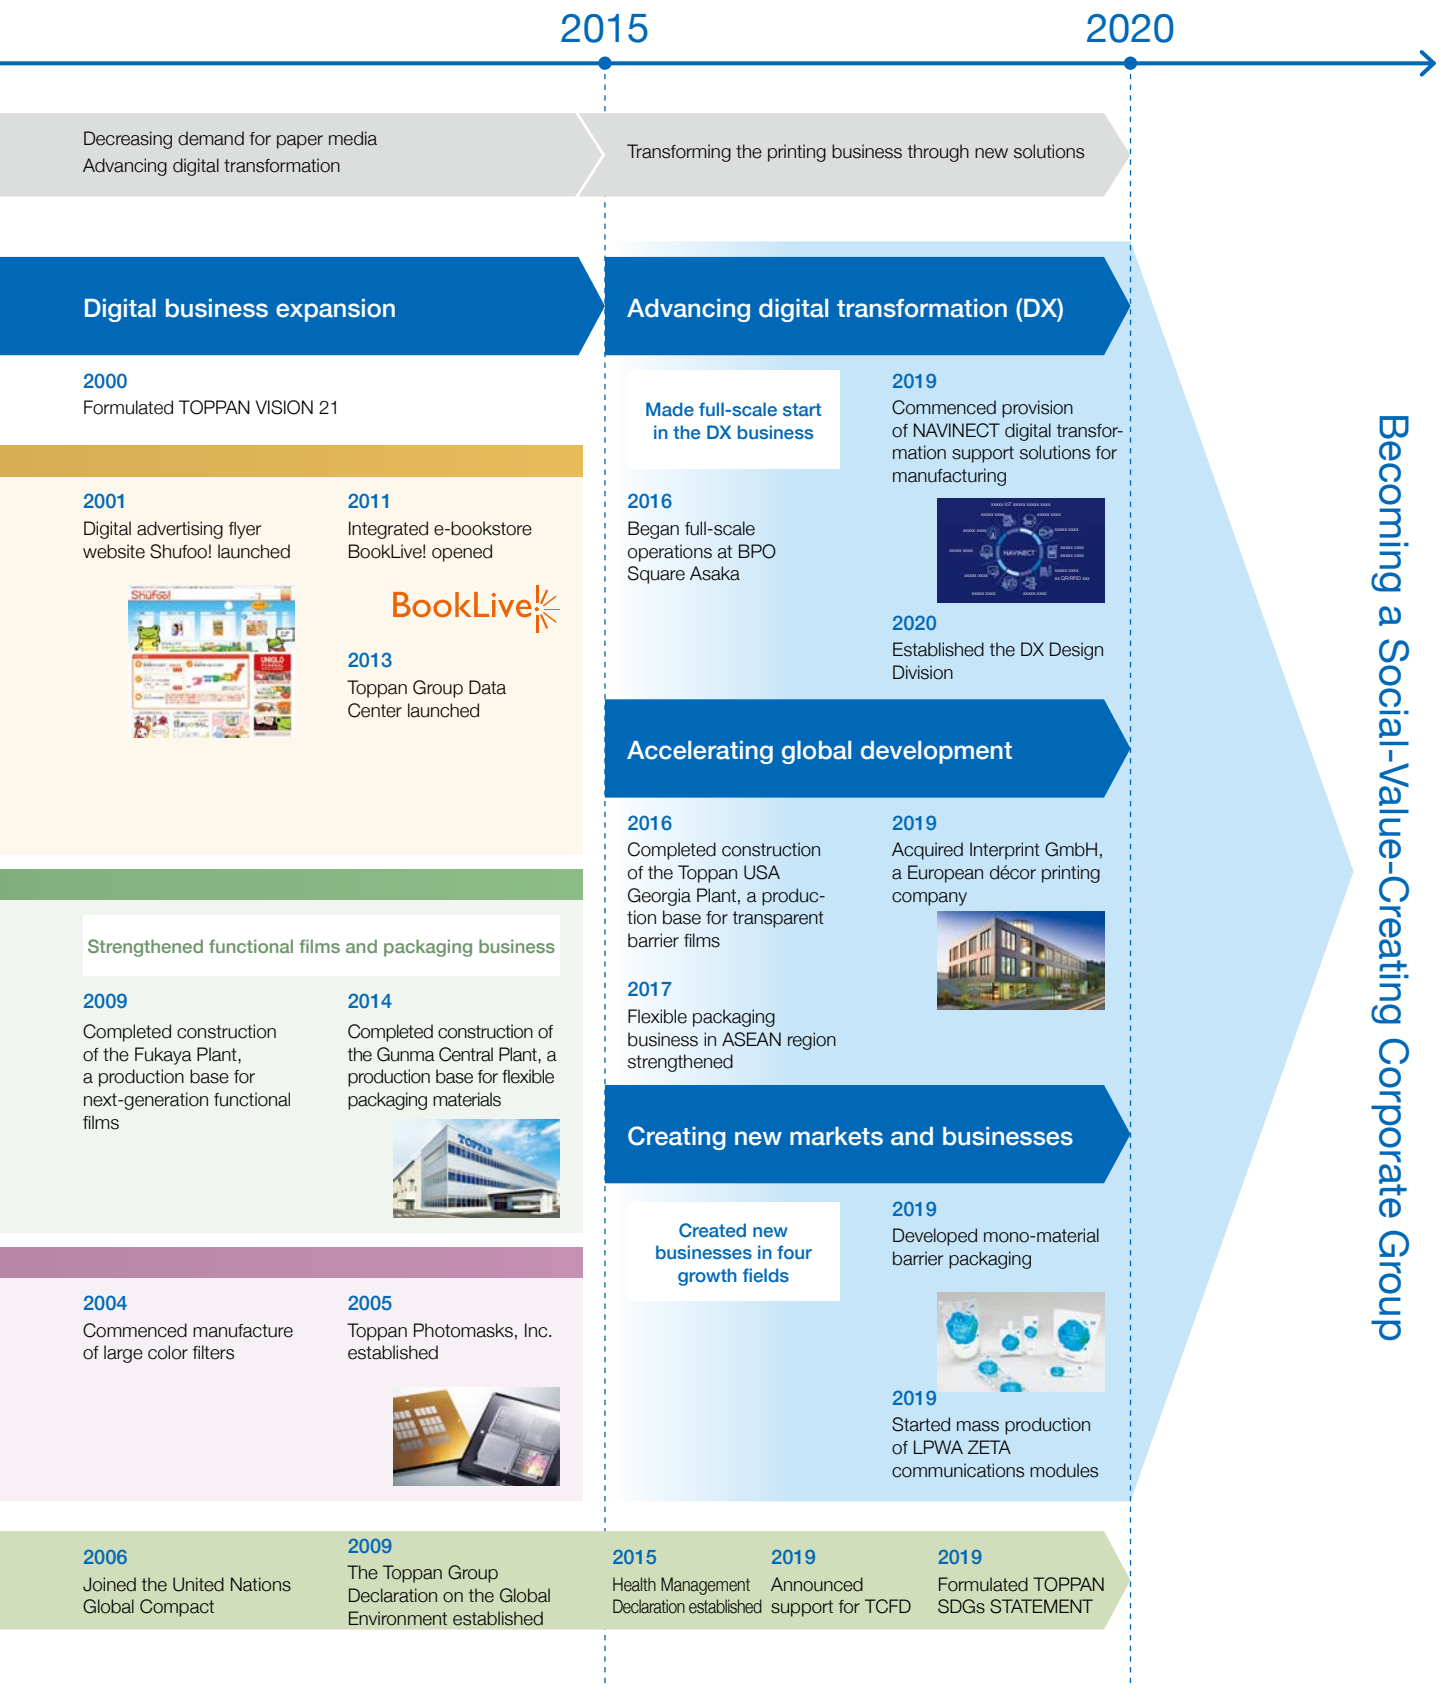 2015
2020
Decreasing demand for paper media
Advancing digital transformation
Transforming the printing business through new solutions
Digital business expansion
2000
Formulated TOPPAN VISION 21
2001
Digital advertising flyer
website Shufoo! launched
Shufoo!
UNIQLO
2011
Integrated e-bookstore
BookLive! opened
BookLive!
2013
Toppan Group Data
Center launched
Strengthened functional films and packaging business
2009
Completed construction
of the Fukaya Plant,
a production base for
next-generation functional
films
2014
Completed construction of
the Gunma Central Plant, a
production base for flexible
packaging materials
TOPPAN
2004
Commenced manufacture
of large color filters
2005
Toppan Photomasks, Inc.
established
Advancing digital transformation (DX)
Made full-scale start
in the DX business
2016
Began full-scale
operations at BPO
Square Asaka
2019
Commenced provision
of NAVINECT digital transfor-
mation support solutions for
manufacturing
NAVINECT
2020
Established the DX Design
Division
Accelerating global development
2016
Completed construction
of the Toppan USA
Georgia Plant, a produc-
tion base for transparent
barrier films
2017
Flexible packaging
business in ASEAN region
strengthened
2019
Acquired Interprint GmbH,
a European décor printing
company
Creating new markets and businesses
Created new
businesses in four
growth fields
2019
Developed mono-material
barrier packaging
2019
Started mass production
of LPWA ZETA
communications modules
2006
Joined the United Nations
Global Compact
2009
The Toppan Group
Declaration on the Global
Environment established
2015
Health Management
Declaration established
2019
Announced
support for TCFD
2019
Formulated TOPPAN
SDGs STATEMENT
Becoming a Social-Value-Creating Corporate Group